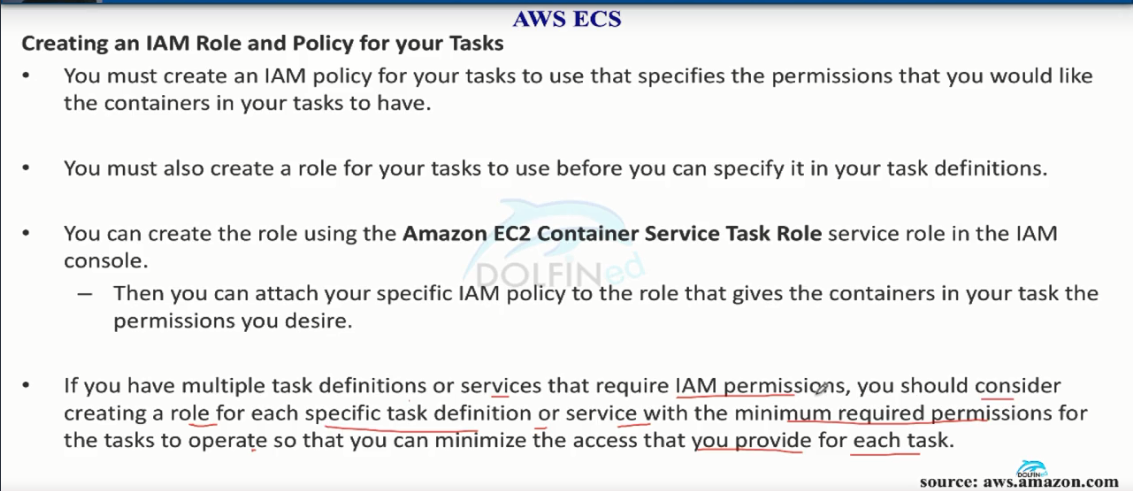 AWS ECS
Creating an IAM Role and Policy for your Tasks
• You must create an IAM policy for your tasks to use that specifies the permissions that you would like
the containers in your tasks to have.
• You must also create a role for your tasks to use before you can specify it in your task definitions.
• You can create the role using the Amazon EC2 Container Service Task Role service role in the IAM
console.
DOLFINed
– Then you can attach your specific IAM policy to the role that gives the containers in your task the
permissions you desire.
• If you have multiple task definitions or services that require IAM permissions, you should consider
creating a role for each specific task definition or service with the minimum required permissions for
the tasks to operate so that you can minimize the access that you provide for each task.
DOLFINed
source: aws.amazon.com